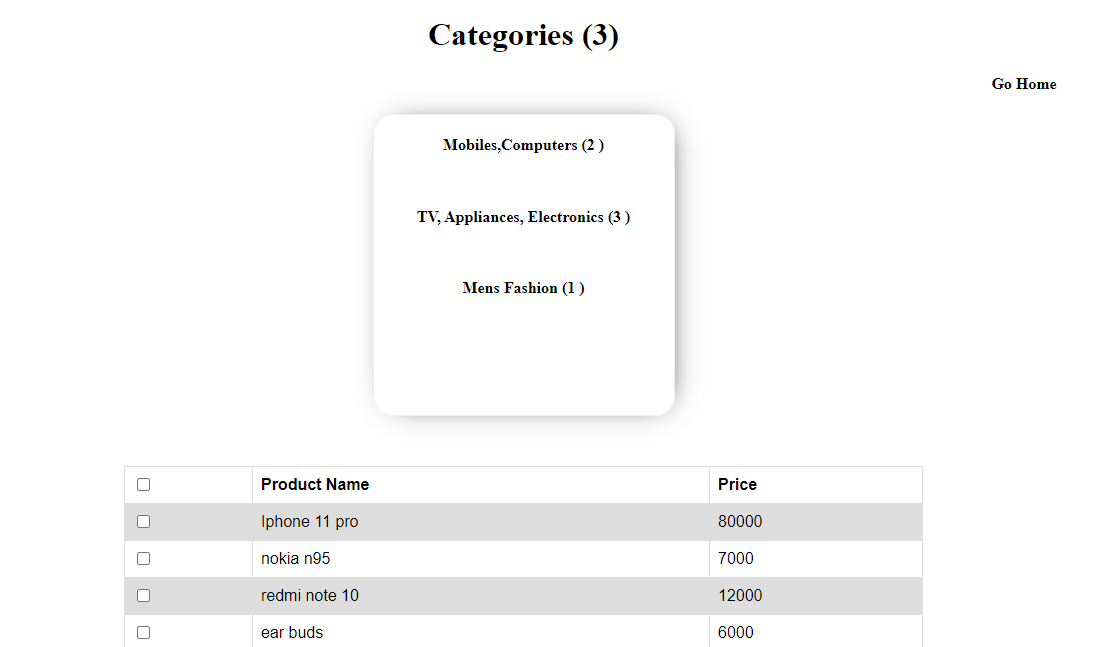 Categories (3)
Go Home
Mobiles,Computers (2 )
TV, Appliances, Electronics (3 )
Mens Fashion (1 )
Product Name Price
Iphone 11 pro 80000
nokia n95 7000
redmi note 10 12000
ear buds 6000